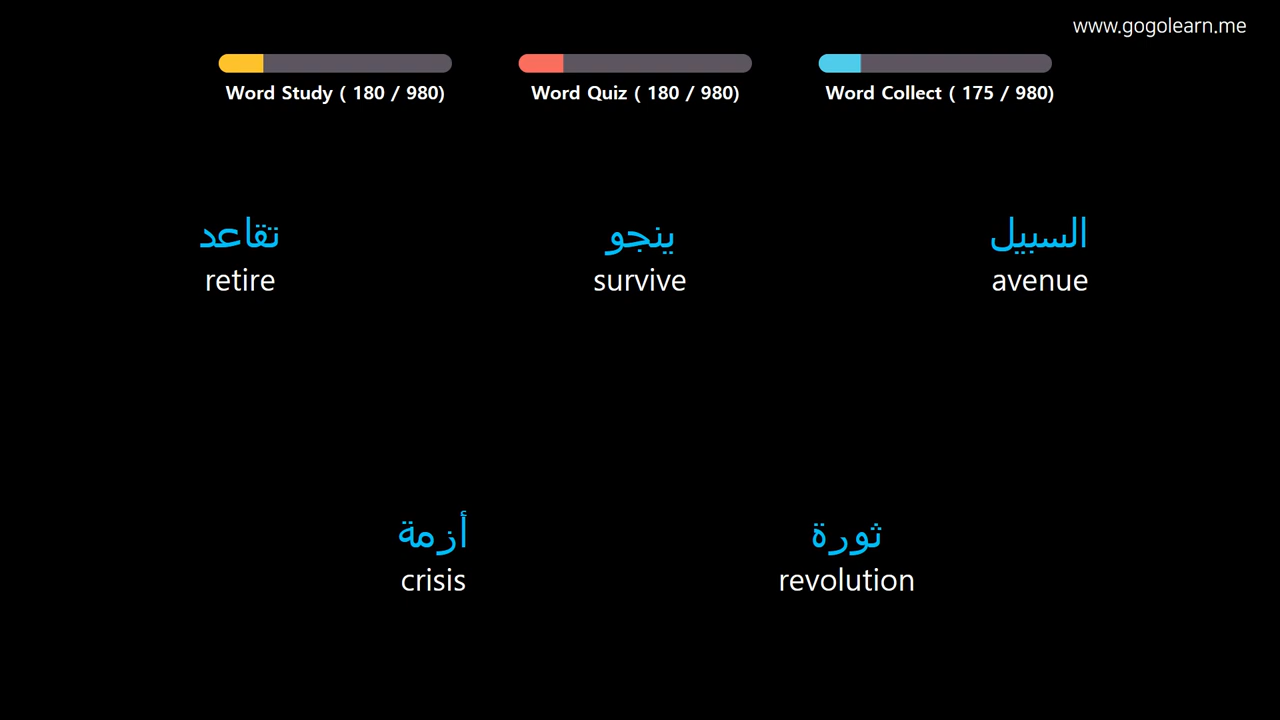 www.gogolearn.me
Word Study ( 180 / 980)
Word Quiz ( 180 / 980)
Word Collect ( 175 / 980)
تقاعد
retire
ينجو
survive
السبيل
avenue
أزمة
crisis
ثورة
revolution